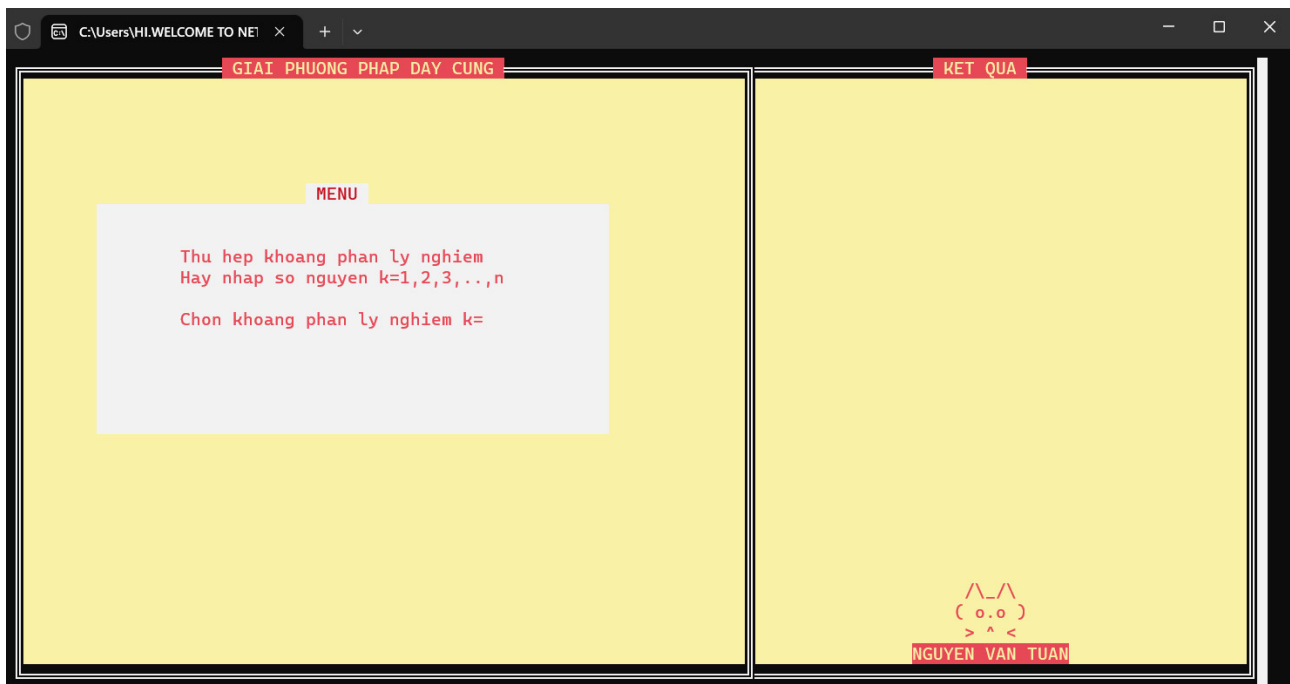 C:\Users\HI.WELCOME TO NET
GIAI PHUONG PHAP DAY CUNG
KET QUA
MENU
Thu hep khoang phan ly nghiem
Hay nhap so nguyen k=1,2,3,..,n
Chon khoang phan ly nghiem k=
/\_/\
( o.o )
> ^ <
NGUYEN VAN TUAN